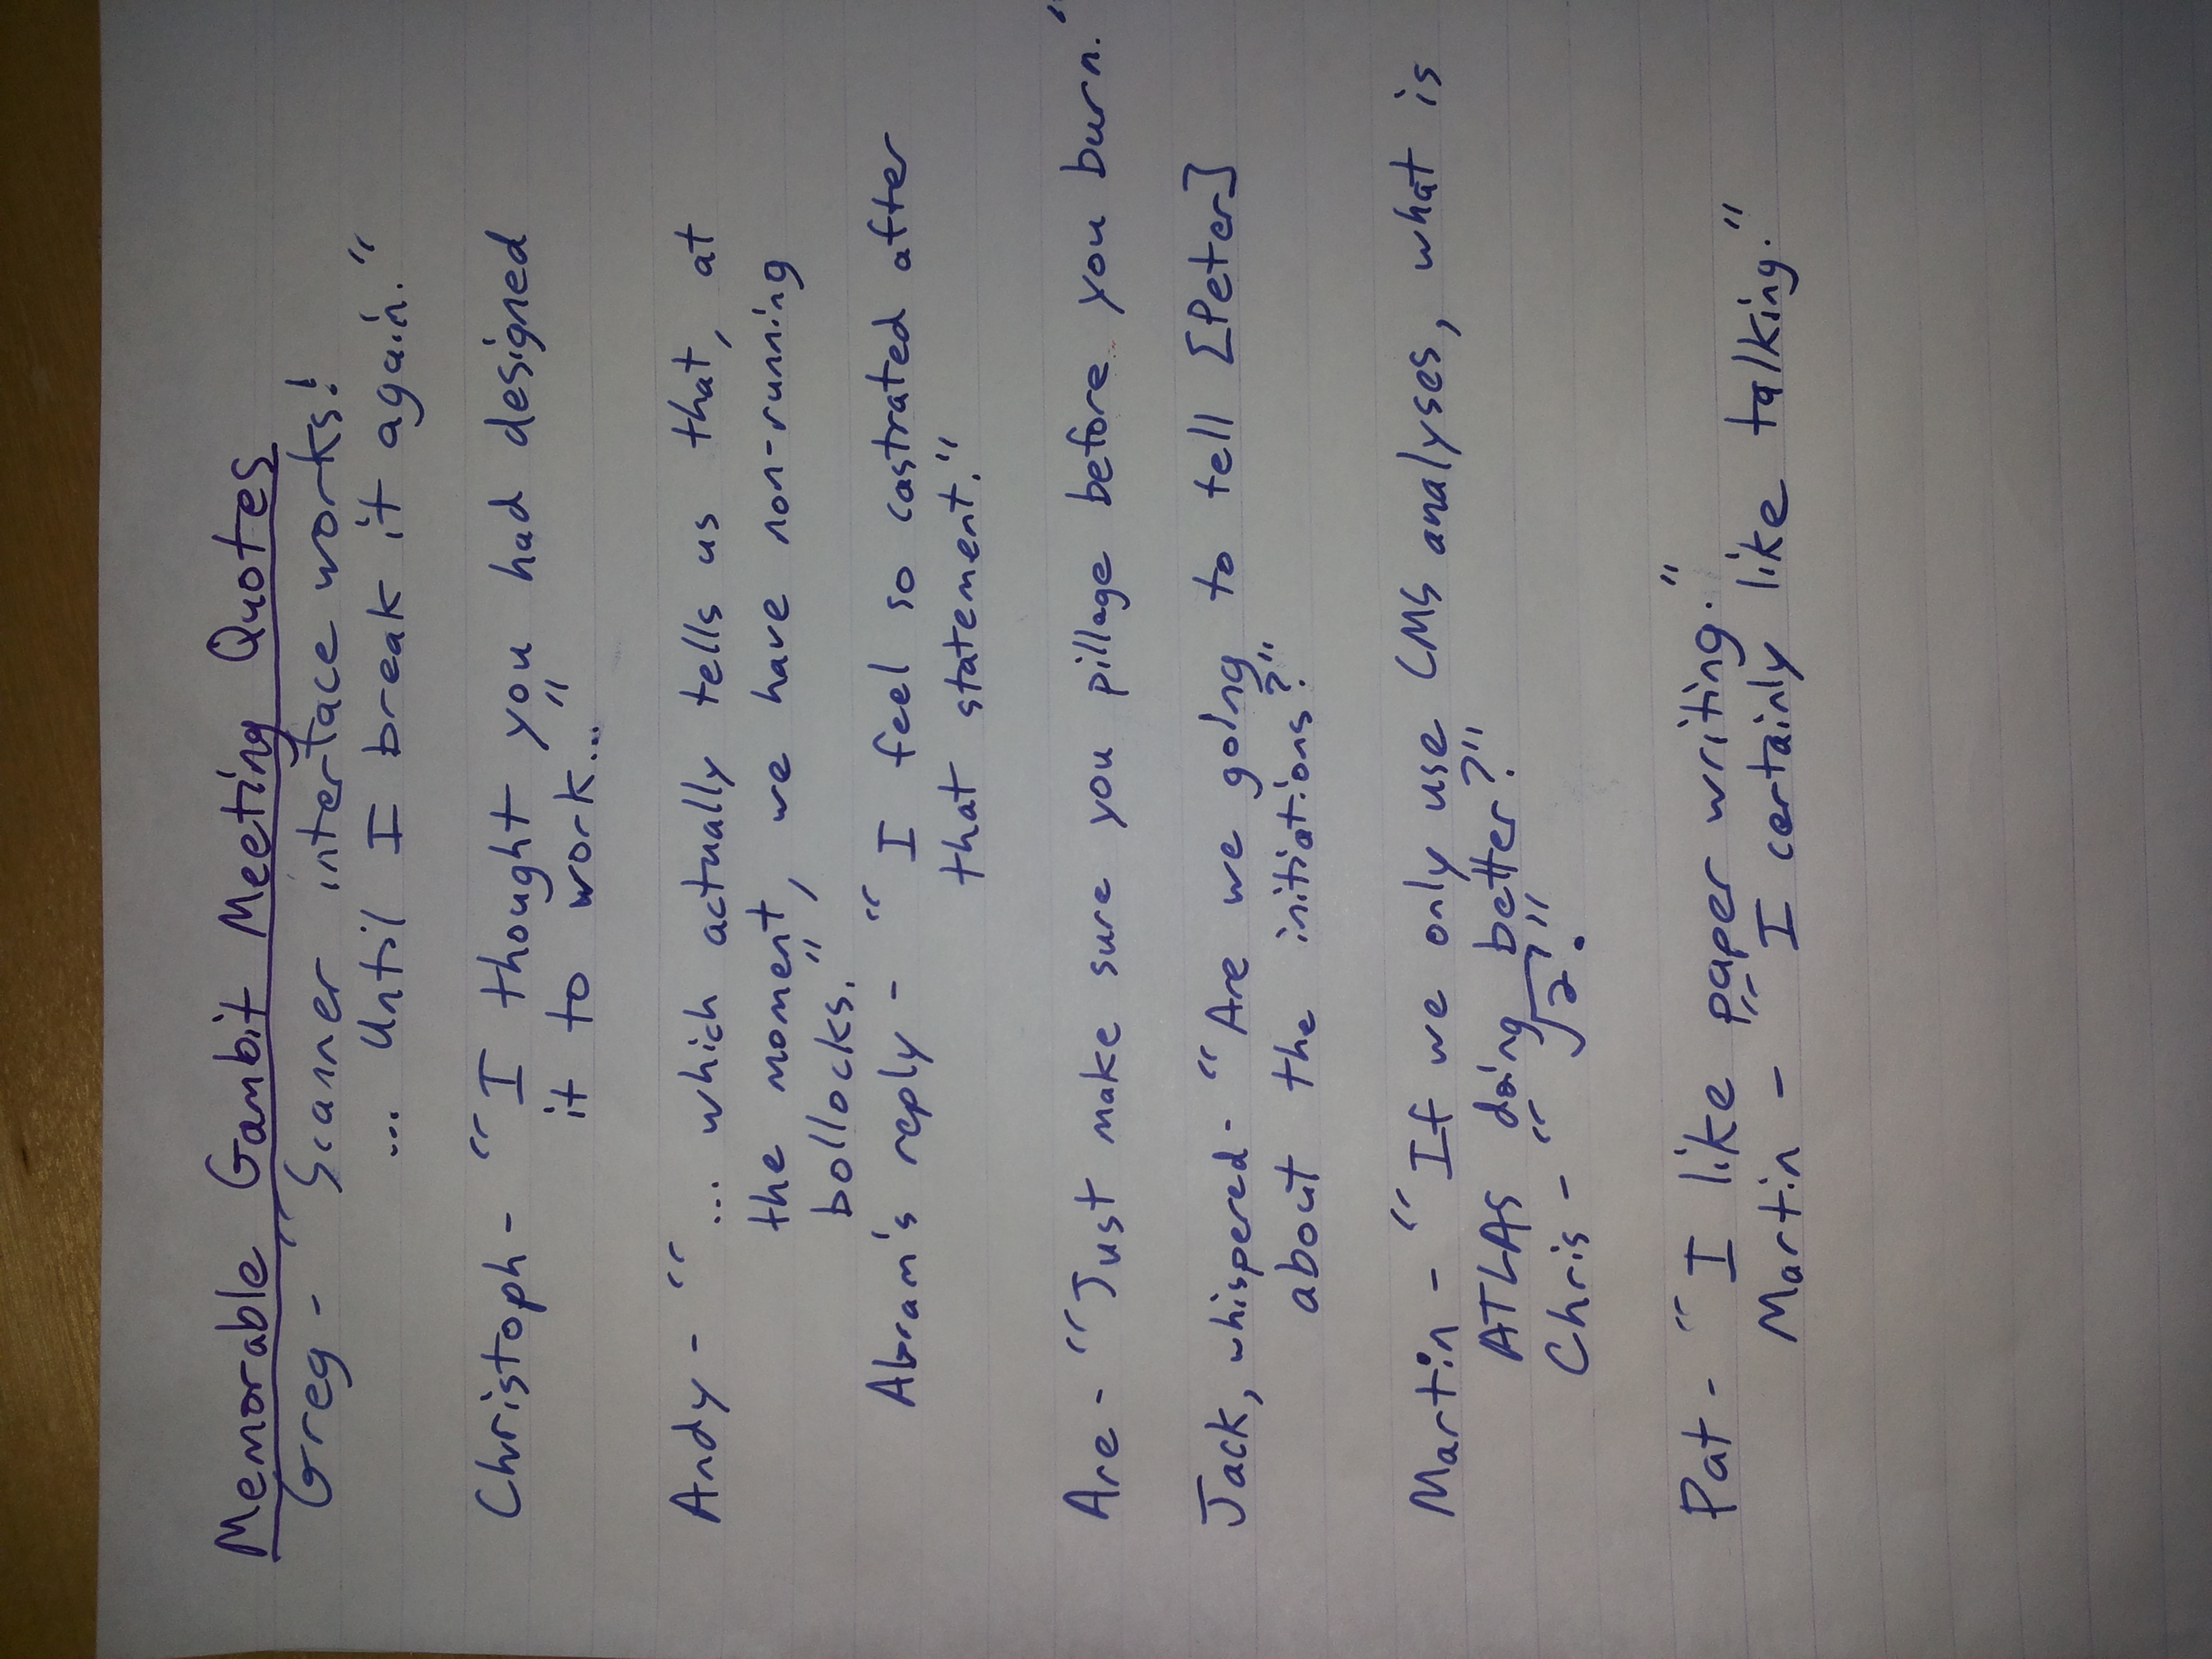 Memorable Gambit Meeting Quotes
Greg - "Scanner interface works!
... Until I break it again."
Christoph - "I thought you had designed
it to work..."
Andy - "... which actually tells us that, at
the moment, we have non-running
bollocks."
Abram's reply - "I feel so castrated after
that statement."
Are - "Just make sure you pillage before you burn."
Jack, whispered - "Are we going to tell [Peter]
about the initiations?"
Martin - "If we only use CMS analyses, what is
ATLAS doing better?"
Chris - "√2."
Pat - "I like paper writing."
Martin - "I certainly like talking."